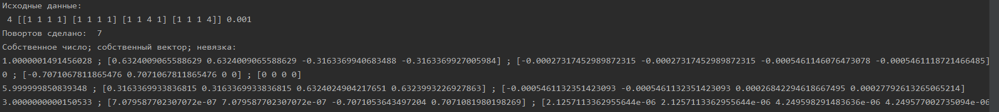 Исходные данные:
4 [[1 1 1 1] [1 1 1 1] [1 1 4 1] [1 1 1 4]] 0.001
Повортов сделано:  7
Собственное число; собственный вектор; невязка:
1.0000001491456028 ; [0.6324009065588629 0.6324009065588629 -0.3163369940683488 -0.3163369927005984] ; [-0.00027317452989872315 -0.00027317452989872315 -0.0005461146076473078 -0.0005461118721466485]
0 ; [-0.7071067811865476 0.7071067811865476 0 0] ; [0 0 0 0]
5.999999850839348 ; [0.3163369933836815 0.3163369933836815 0.6324024904217651 0.6323993226927863] ; [-0.0005461132351423093 -0.0005461132351423093 0.00026842294618667495 0.00027792613265065214]
3.0000000000150533 ; [7.079587702307072e-07 7.079587702307072e-07 -0.7071053643497204 0.7071081980198269] ; [2.1257113362955644e-06 2.1257113362955644e-06 4.249598291483636e-06 4.249577002735094e-06